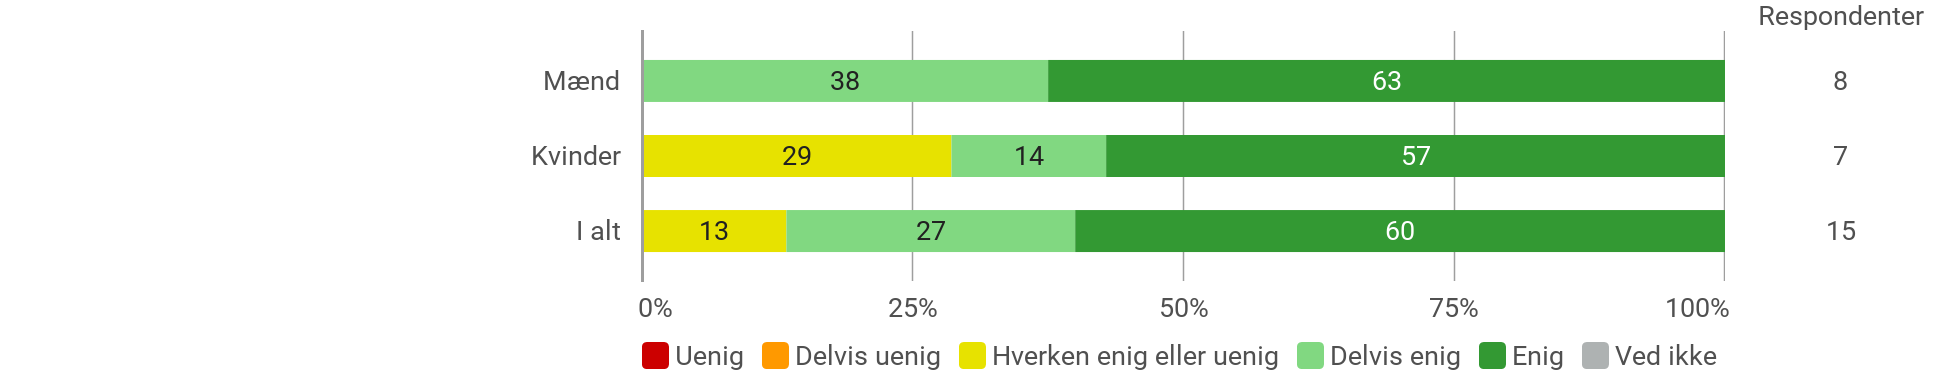 Respondenter
Mænd 38 63 8
Kvinder 29 14 57 7
I alt 13 27 60 15
0% 25% 50% 75% 100%
Uenig Delvis uenig Hverken enig eller uenig Delvis enig Enig Ved ikke